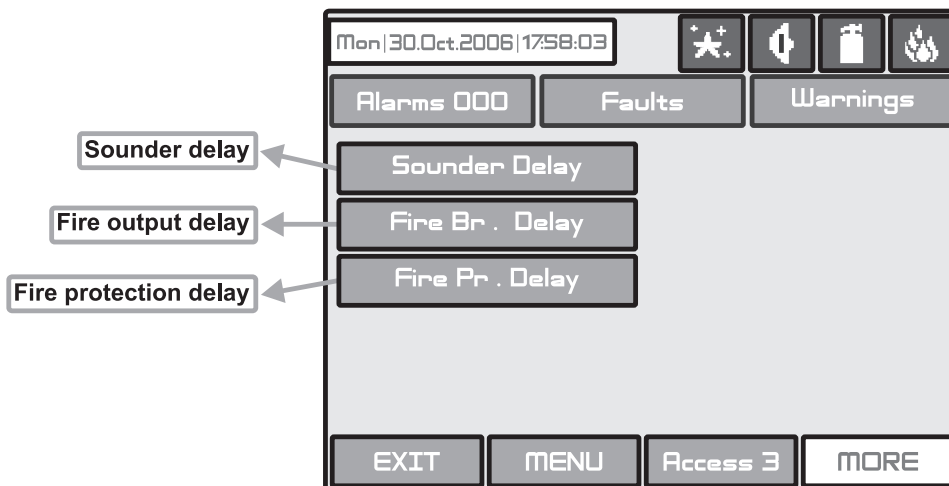 Mon|30.Oct.2006|17:58:03
Alarms 000 Faults Warnings
Sounder delay
Sounder Delay
Fire output delay
Fire Br . Delay
Fire protection delay
Fire Pr . Delay
EXIT MENU Access 3 MORE